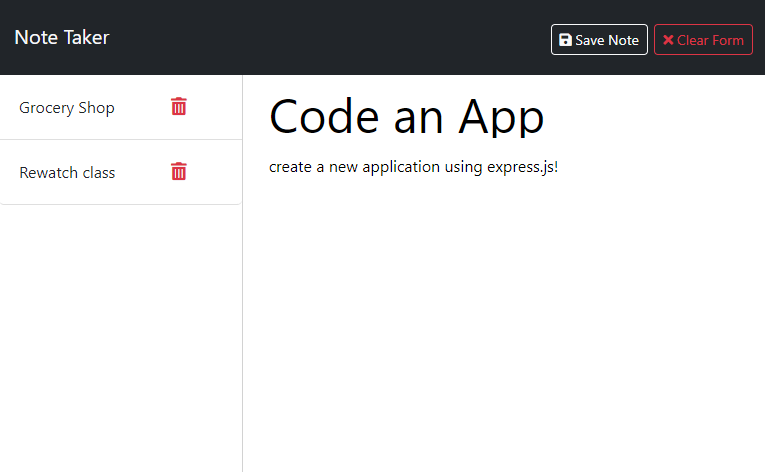 Note Taker
Save Note
Clear Form
Grocery Shop
Rewatch class
Code an App
create a new application using express.js!